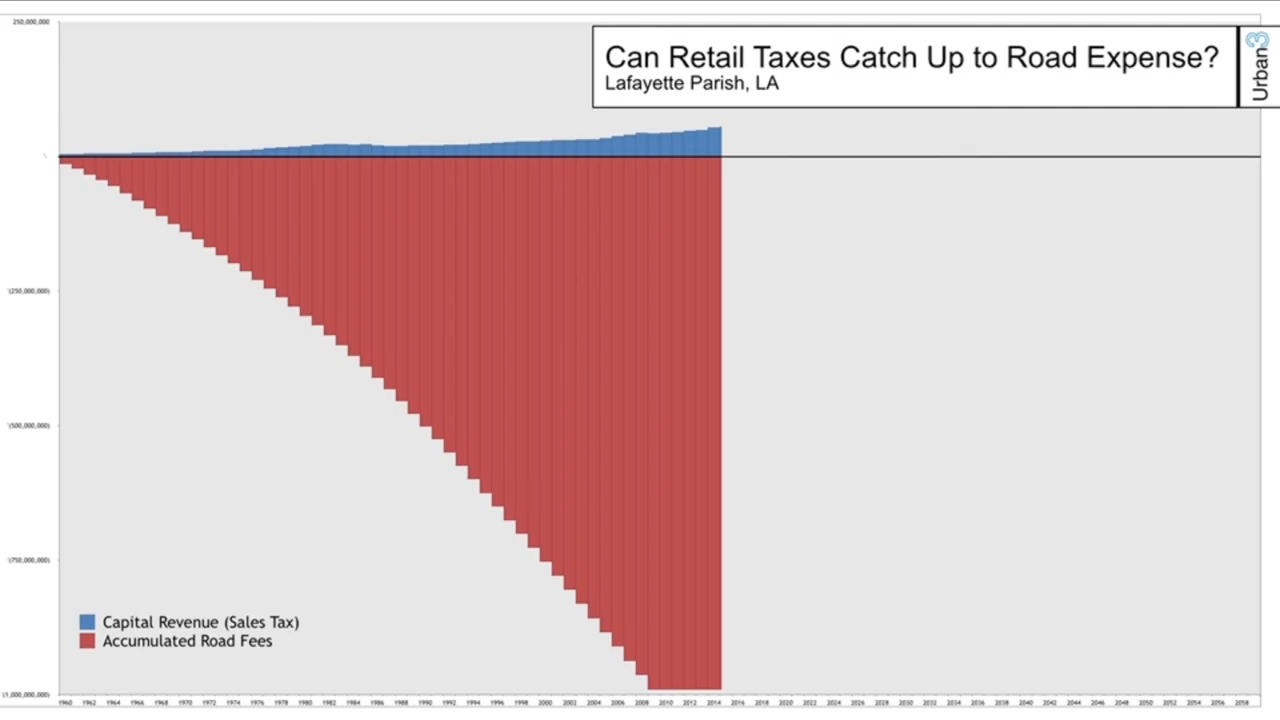 250,000,000
Can Retail Taxes Catch Up to Road Expense?
Lafayette Parish, LA
Urban3
-
(250,000,000)
(500,000,000)
(750,000,000)
Capital Revenue (Sales Tax)
Accumulated Road Fees
(1,000,000,000)
1960 1962 1964 1966 1968 1970 1972 1974 1976 1978 1980 1982 1984 1986 1988 1990 1992 1994 1996 1998 2000 2002 2004 2006 2008 2010 2012 2014 2016 2018 2020 2022 2024 2026 2028 2030 2032 2034 2036 2038 2040 2042 2044 2046 2048 2050 2052 2054 2056 2058